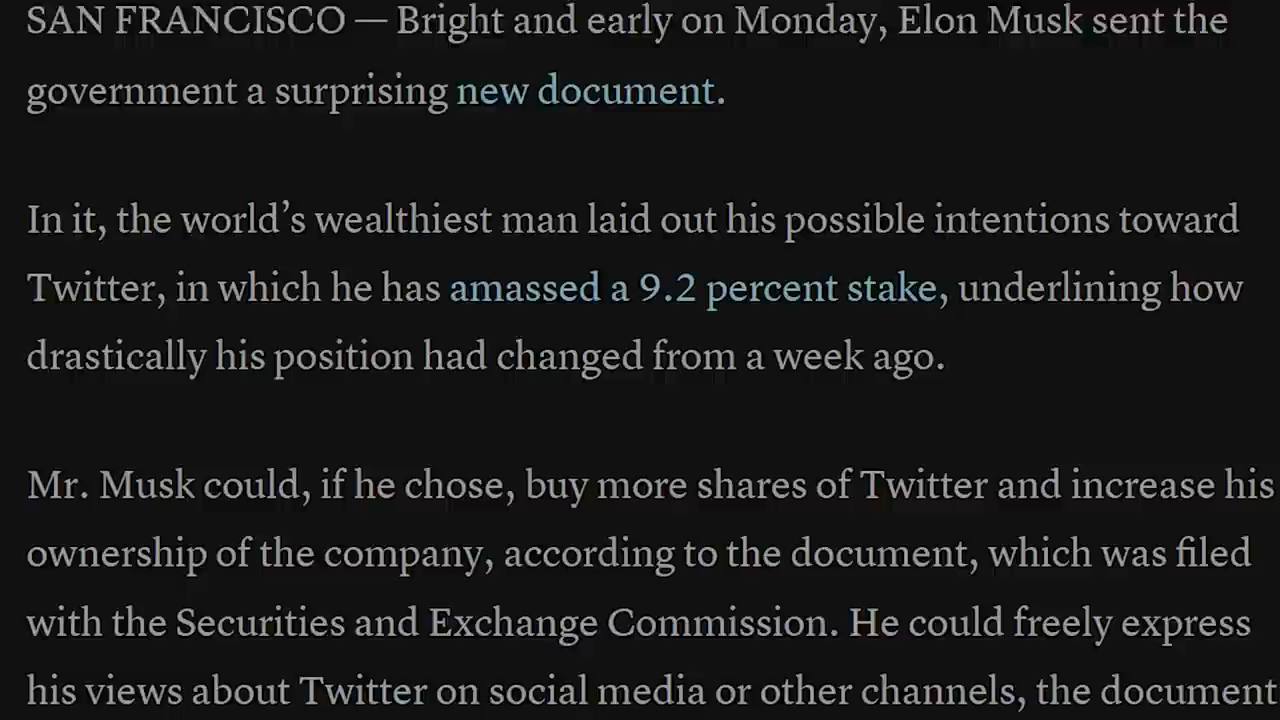 SAN FRANCISCO — Bright and early on Monday, Elon Musk sent the
government a surprising new document.
In it, the world’s wealthiest man laid out his possible intentions toward
Twitter, in which he has amassed a 9.2 percent stake, underlining how
drastically his position had changed from a week ago.
Mr. Musk could, if he chose, buy more shares of Twitter and increase his
ownership of the company, according to the document, which was filed
with the Securities and Exchange Commission. He could freely express
his views about Twitter on social media or other channels, the document